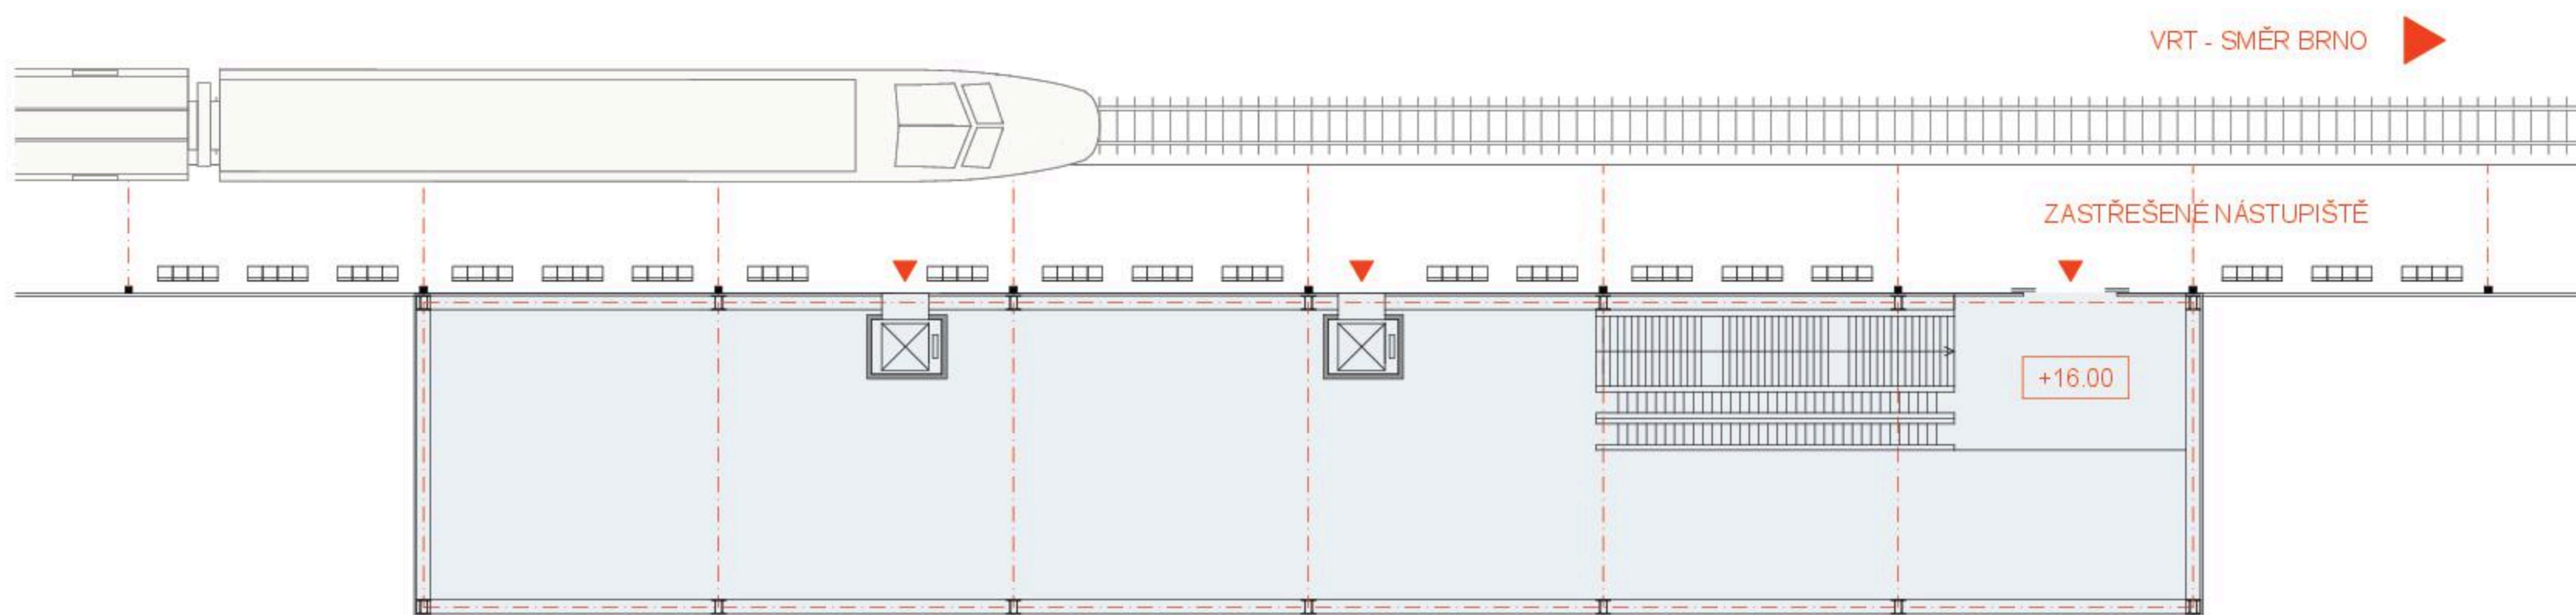 VRT - SMĚR BRNO
ZASTŘEŠENÉ NÁSTUPIŠTĚ
+16.00